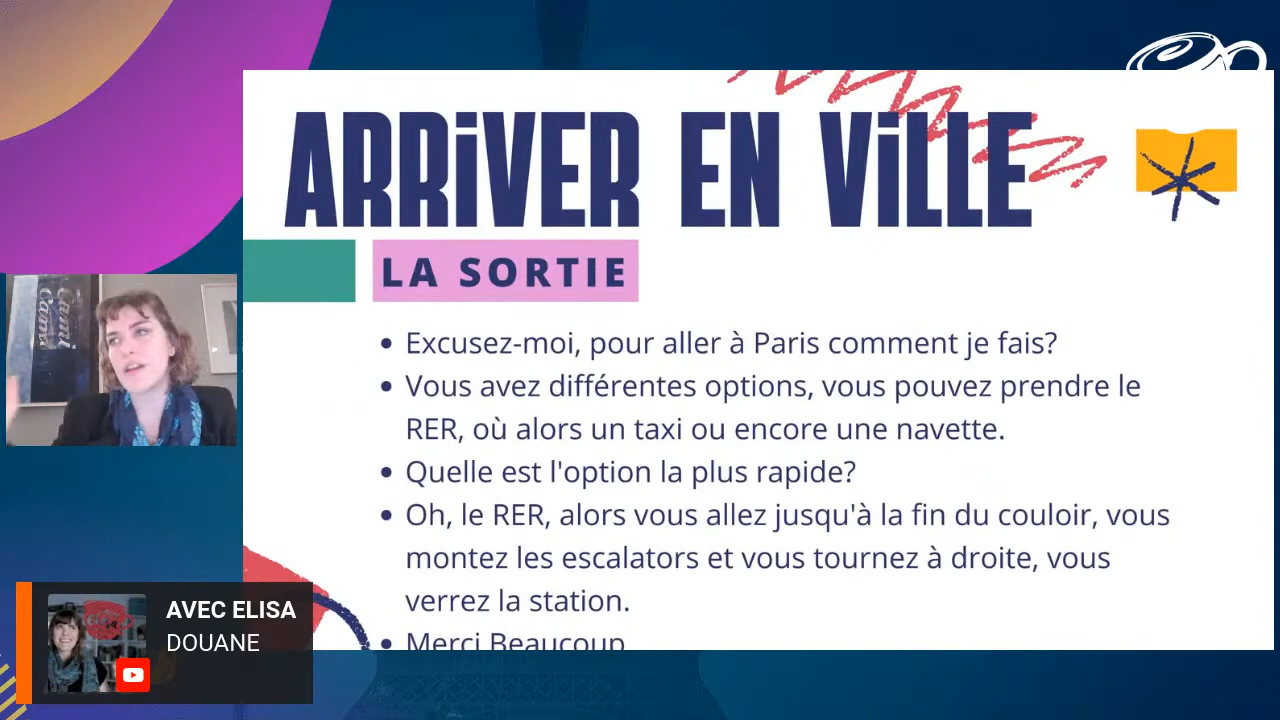 ARRiVER EN ViLLE
LA SORTIE
• Excusez-moi, pour aller à Paris comment je fais?
• Vous avez différentes options, vous pouvez prendre le
RER, où alors un taxi ou encore une navette.
• Quelle est l'option la plus rapide?
• Oh, le RER, alors vous allez jusqu'à la fin du couloir, vous
montez les escalators et vous tournez à droite, vous
verrez la station.
• Merci Beaucoup
AVEC ELISA
DOUANE